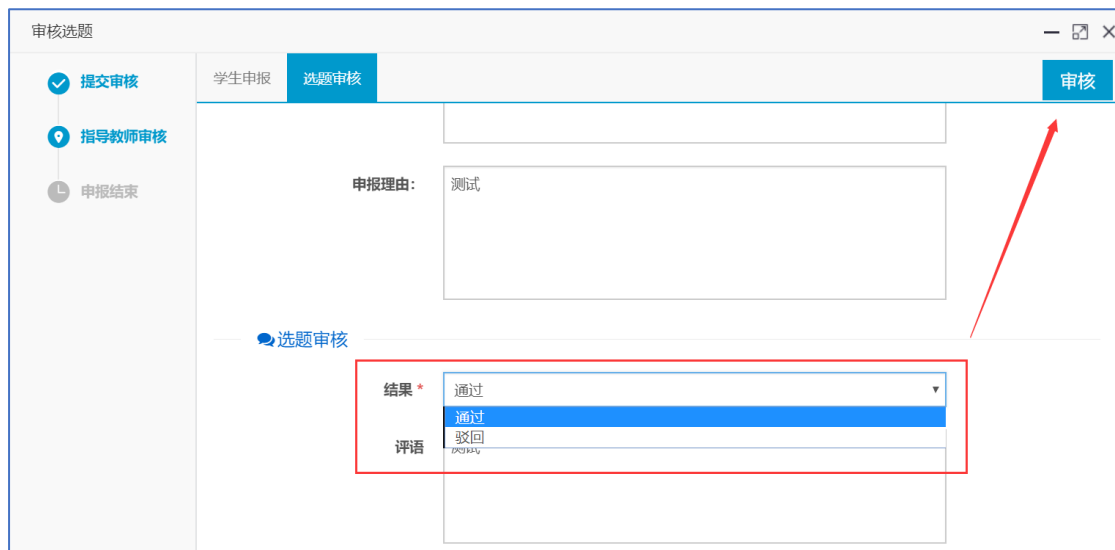 审核选题
提交审核
指导教师审核
申报结束
学生申报
选题审核
审核
申报理由：
测试
选题审核
结果 *
通过
通过
驳回
评语
测试